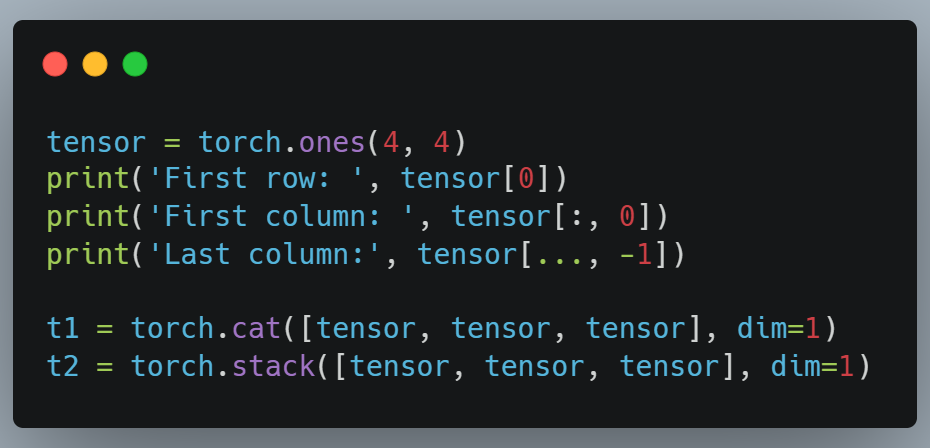 tensor = torch.ones(4, 4)
print('First row: ', tensor[0])
print('First column: ', tensor[:, 0])
print('Last column:', tensor[..., -1])
t1 = torch.cat([tensor, tensor, tensor], dim=1)
t2 = torch.stack([tensor, tensor, tensor], dim=1)